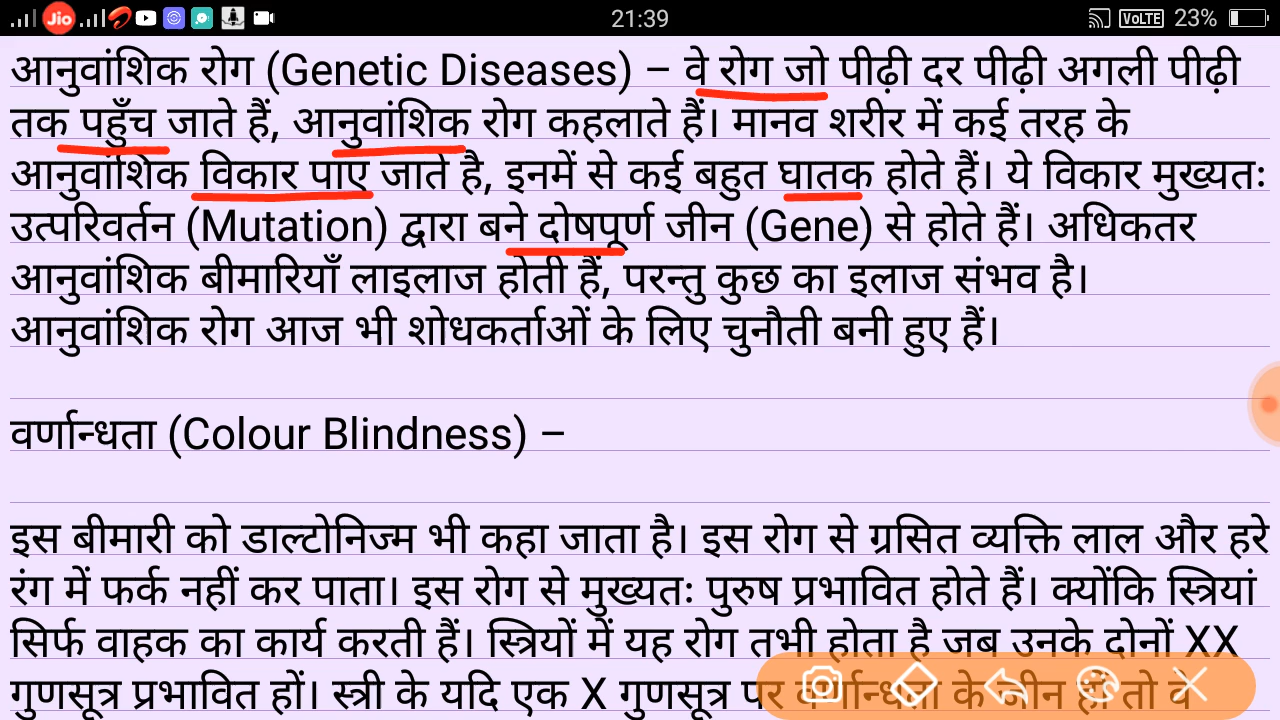 Jio 21:39 VoLTE 23%
आनुवांशिक रोग (Genetic Diseases) – वे रोग जो पीढ़ी दर पीढ़ी अगली पीढ़ी
तक पहुँच जाते हैं, आनुवांशिक रोग कहलाते हैं। मानव शरीर में कई तरह के
आनुवांशिक विकार पाए जाते है, इनमें से कई बहुत घातक होते हैं। ये विकार मुख्यतः
उत्परिवर्तन (Mutation) द्वारा बने दोषपूर्ण जीन (Gene) से होते हैं। अधिकतर
आनुवांशिक बीमारियाँ लाइलाज होती हैं, परन्तु कुछ का इलाज संभव है।
आनुवांशिक रोग आज भी शोधकर्ताओं के लिए चुनौती बनी हुए हैं।
वर्णान्धता (Colour Blindness) –
इस बीमारी को डाल्टोनिज्म भी कहा जाता है। इस रोग से ग्रसित व्यक्ति लाल और हरे
रंग में फर्क नहीं कर पाता। इस रोग से मुख्यतः पुरुष प्रभावित होते हैं। क्योंकि स्त्रियां
सिर्फ वाहक का कार्य करती हैं। स्त्रियों में यह रोग तभी होता है जब उनके दोनों XX
गुणसूत्र प्रभावित हों। स्त्री के यदि एक X गुणसूत्र पर वर्णान्धता के जीन हों तो वे